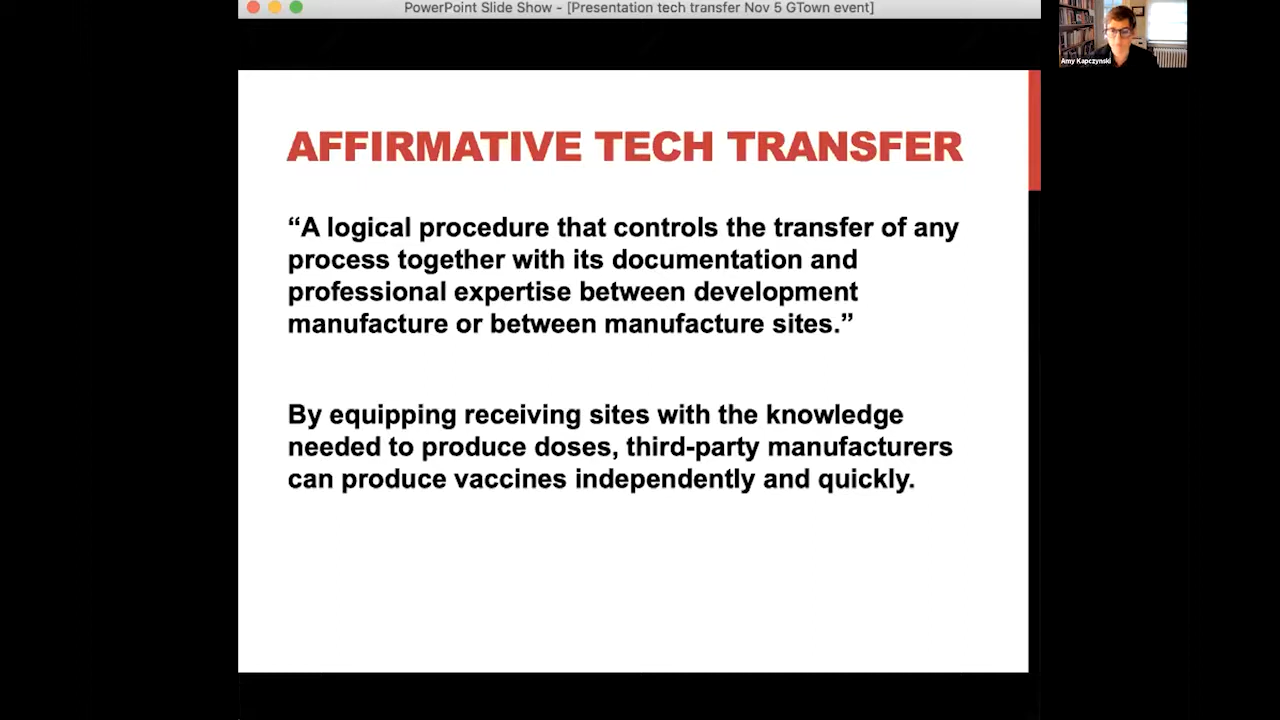 PowerPoint Slide Show - [Presentation tech transfer Nov 5 GTown event]
Amy Kapczynski
AFFIRMATIVE TECH TRANSFER
“A logical procedure that controls the transfer of any
process together with its documentation and
professional expertise between development
manufacture or between manufacture sites.”
By equipping receiving sites with the knowledge
needed to produce doses, third-party manufacturers
can produce vaccines independently and quickly.